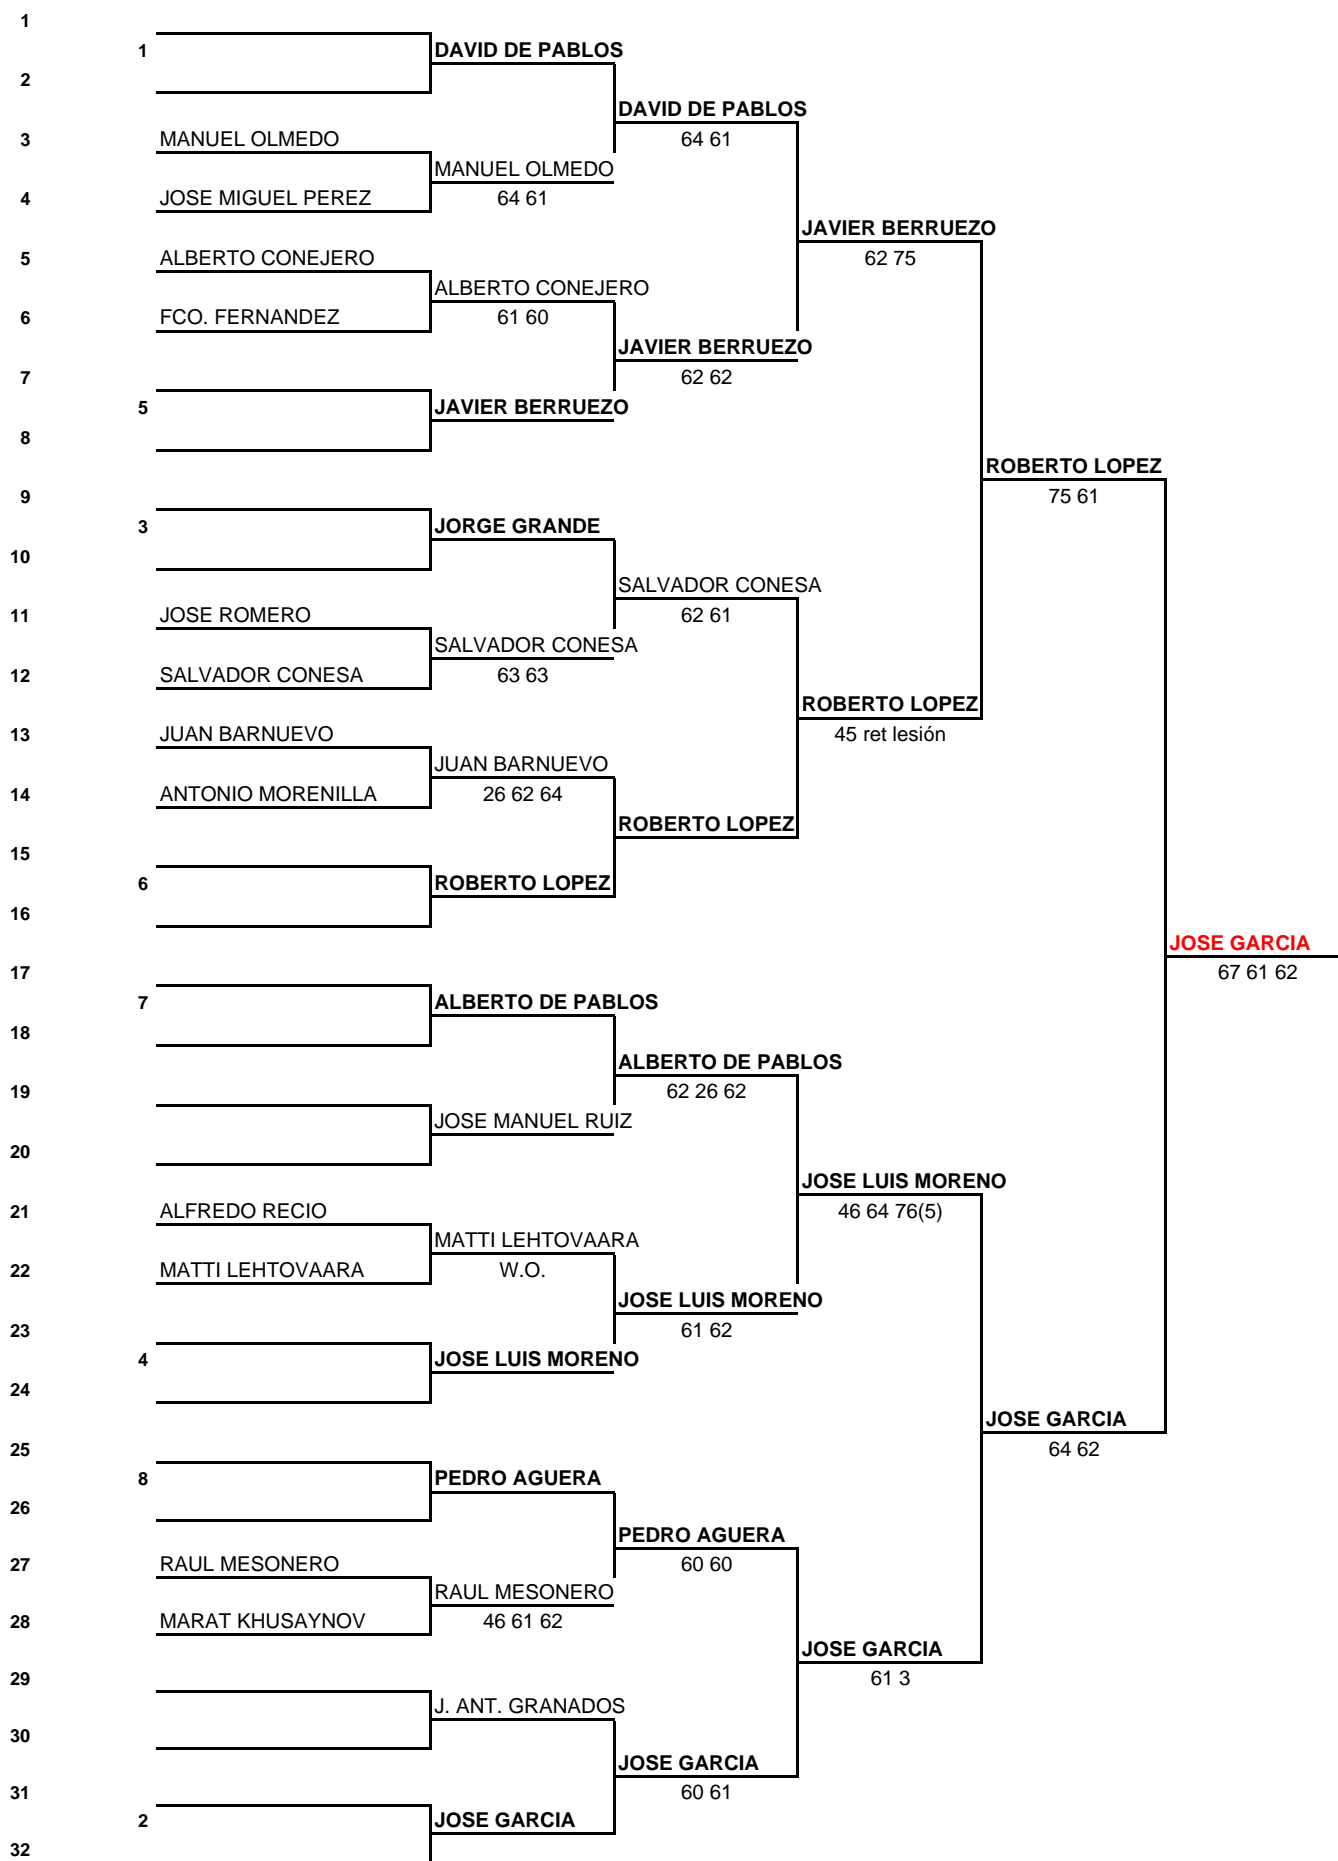 1
1 DAVID DE PABLOS
2
DAVID DE PABLOS
3 MANUEL OLMEDO 64 61
MANUEL OLMEDO
4 JOSE MIGUEL PEREZ 64 61
JAVIER BERRUEZO
5 ALBERTO CONEJERO 62 75
ALBERTO CONEJERO
6 FCO. FERNANDEZ 61 60
JAVIER BERRUEZO
7 62 62
5 JAVIER BERRUEZO
8
ROBERTO LOPEZ
9 75 61
3 JORGE GRANDE
10
SALVADOR CONESA
11 JOSE ROMERO 62 61
SALVADOR CONESA
12 SALVADOR CONESA 63 63
ROBERTO LOPEZ
13 JUAN BARNUEVO 45 ret lesión
JUAN BARNUEVO
14 ANTONIO MORENILLA 26 62 64
ROBERTO LOPEZ
15
6 ROBERTO LOPEZ
16
JOSE GARCIA
17 67 61 62
7 ALBERTO DE PABLOS
18
ALBERTO DE PABLOS
19 62 26 62
JOSE MANUEL RUIZ
20
JOSE LUIS MORENO
21 ALFREDO RECIO 46 64 76(5)
MATTI LEHTOVAARA
22 MATTI LEHTOVAARA W.O.
JOSE LUIS MORENO
23 61 62
4 JOSE LUIS MORENO
24
JOSE GARCIA
25 64 62
8 PEDRO AGUERA
26
PEDRO AGUERA
27 RAUL MESONERO 60 60
RAUL MESONERO
28 MARAT KHUSAYNOV 46 61 62
JOSE GARCIA
29 61 3
J. ANT. GRANADOS
30
JOSE GARCIA
31 60 61
2 JOSE GARCIA
32